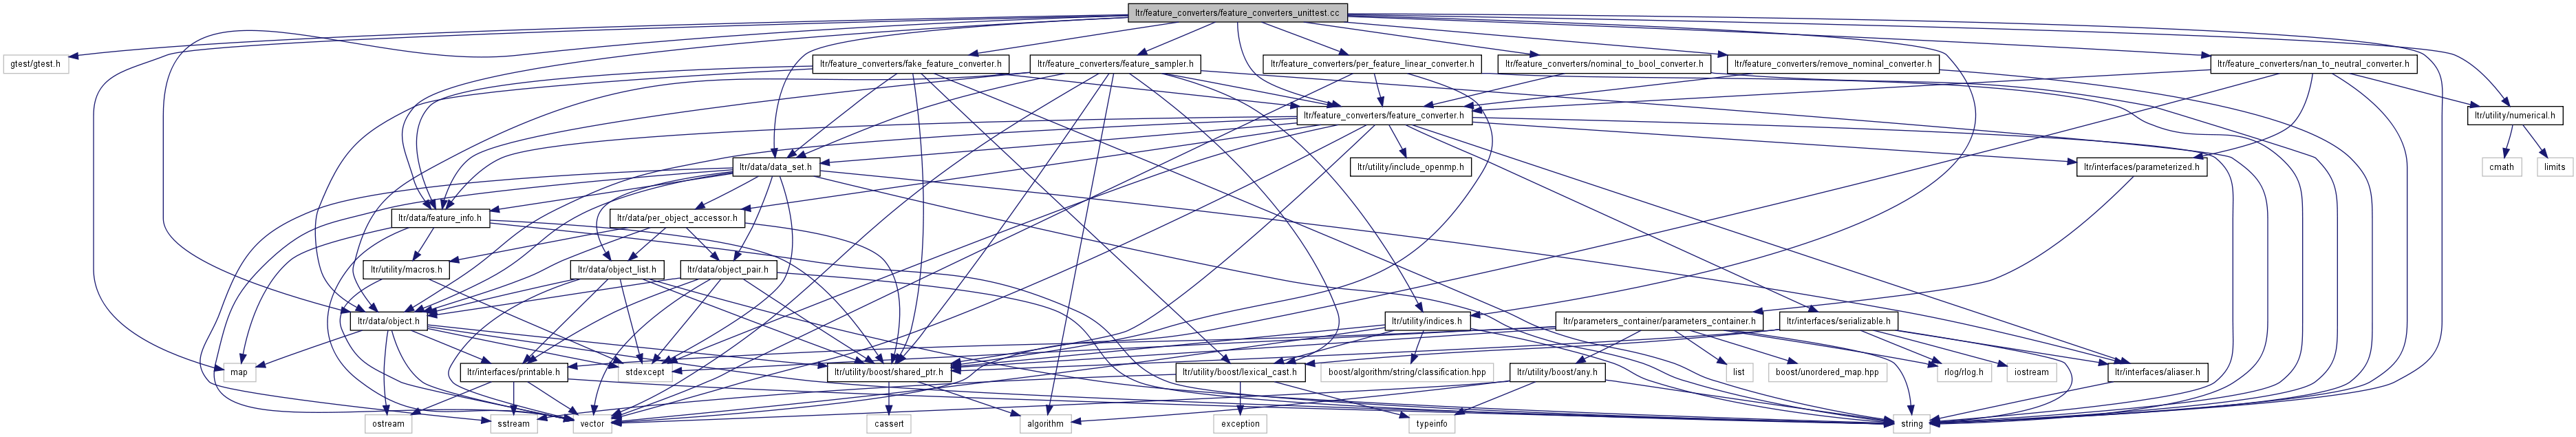 ltr/feature_converters/feature_converters_unittest.cc
gtest/gtest.h
ltr/feature_converters/fake_feature_converter.h
ltr/feature_converters/feature_sampler.h
ltr/feature_converters/per_feature_linear_converter.h
ltr/feature_converters/nominal_to_bool_converter.h
ltr/feature_converters/remove_nominal_converter.h
ltr/feature_converters/nan_to_neutral_converter.h
ltr/feature_converters/feature_converter.h
ltr/utility/numerical.h
ltr/data/data_set.h
ltr/utility/include_openmp.h
ltr/interfaces/parameterized.h
cmath
limits
ltr/data/feature_info.h
ltr/data/per_object_accessor.h
ltr/utility/macros.h
ltr/data/object_list.h
ltr/data/object_pair.h
ltr/data/object.h
ltr/utility/indices.h
ltr/parameters_container/parameters_container.h
ltr/interfaces/serializable.h
map
ltr/interfaces/printable.h
stdexcept
ltr/utility/boost/shared_ptr.h
ltr/utility/boost/lexical_cast.h
boost/algorithm/string/classification.hpp
ltr/utility/boost/any.h
list
boost/unordered_map.hpp
rlog/rlog.h
iostream
ltr/interfaces/aliaser.h
ostream
sstream
vector
cassert
algorithm
exception
typeinfo
string